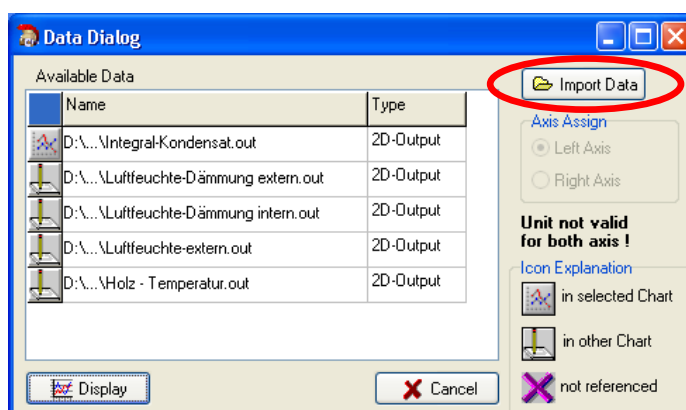 Data Dialog
Available Data
Import Data
Name Type
D:\...\Integral-Kondensat.out 2D-Output
D:\...\Luftfeuchte-Dämmung extern.out 2D-Output
D:\...\Luftfeuchte-Dämmung intern.out 2D-Output
D:\...\Luftfeuchte-extern.out 2D-Output
D:\...\Holz - Temperatur.out 2D-Output
Axis Assign
Left Axis
Right Axis
Unit not valid
for both axis !
Icon Explanation
in selected Chart
in other Chart
not referenced
Display
Cancel